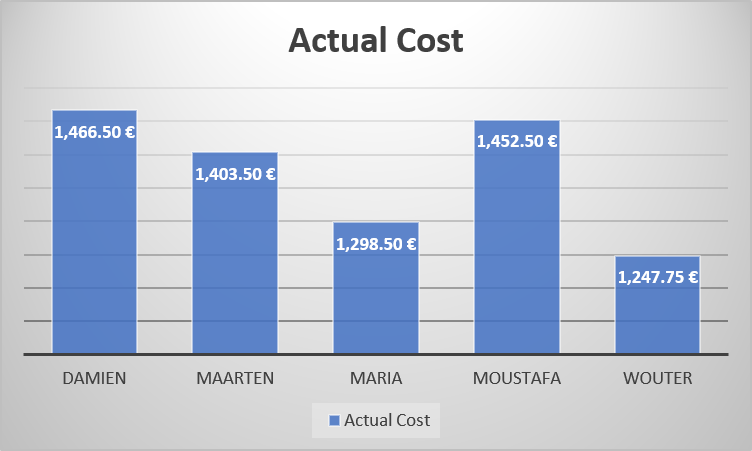 Actual Cost
1,466.50 €
1,403.50 €
1,298.50 €
1,452.50 €
1,247.75 €
DAMIEN MAARTEN MARIA MOUSTAFA WOUTER
Actual Cost